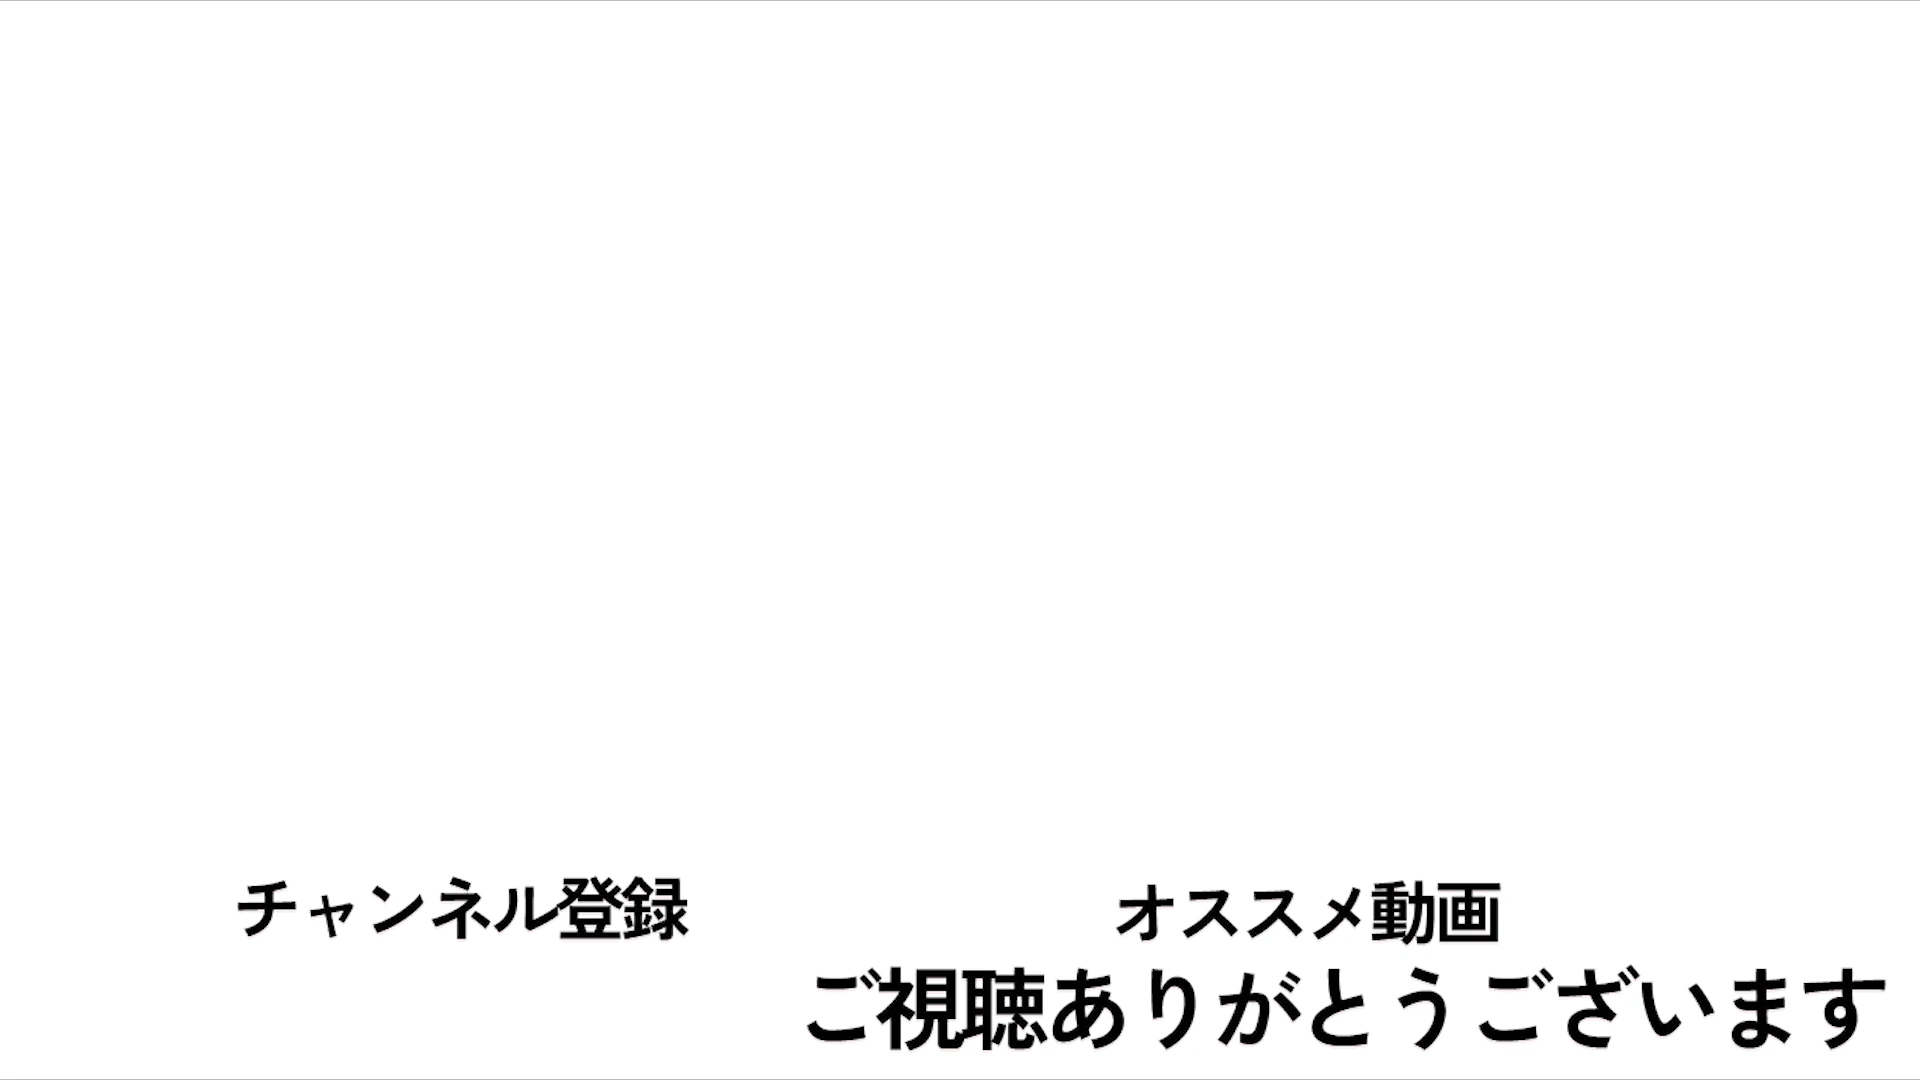 チャンネル登録
オススメ動画
ご視聴ありがとうございます